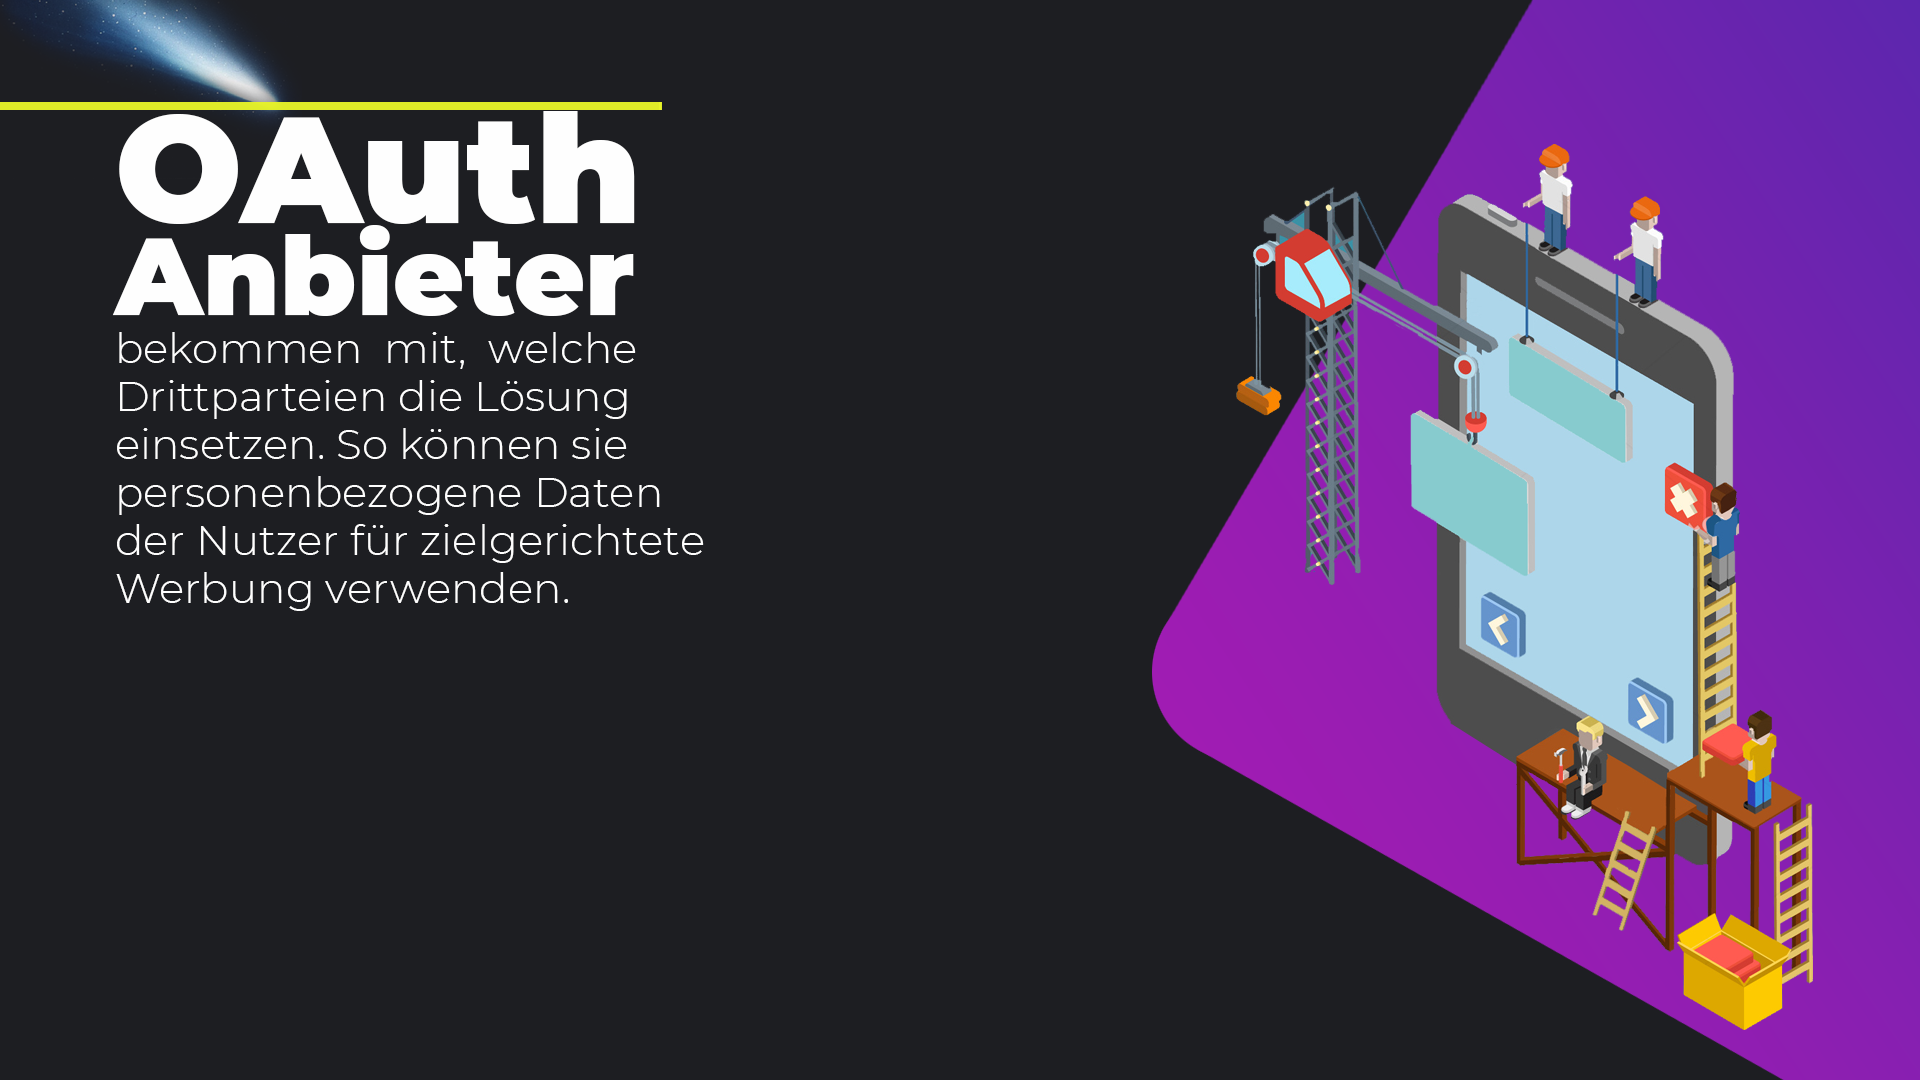 OAuth
Anbieter
bekommen mit, welche
Drittparteien die Lösung
einsetzen. So können sie
personenbezogene Daten
der Nutzer für zielgerichtete
Werbung verwenden.